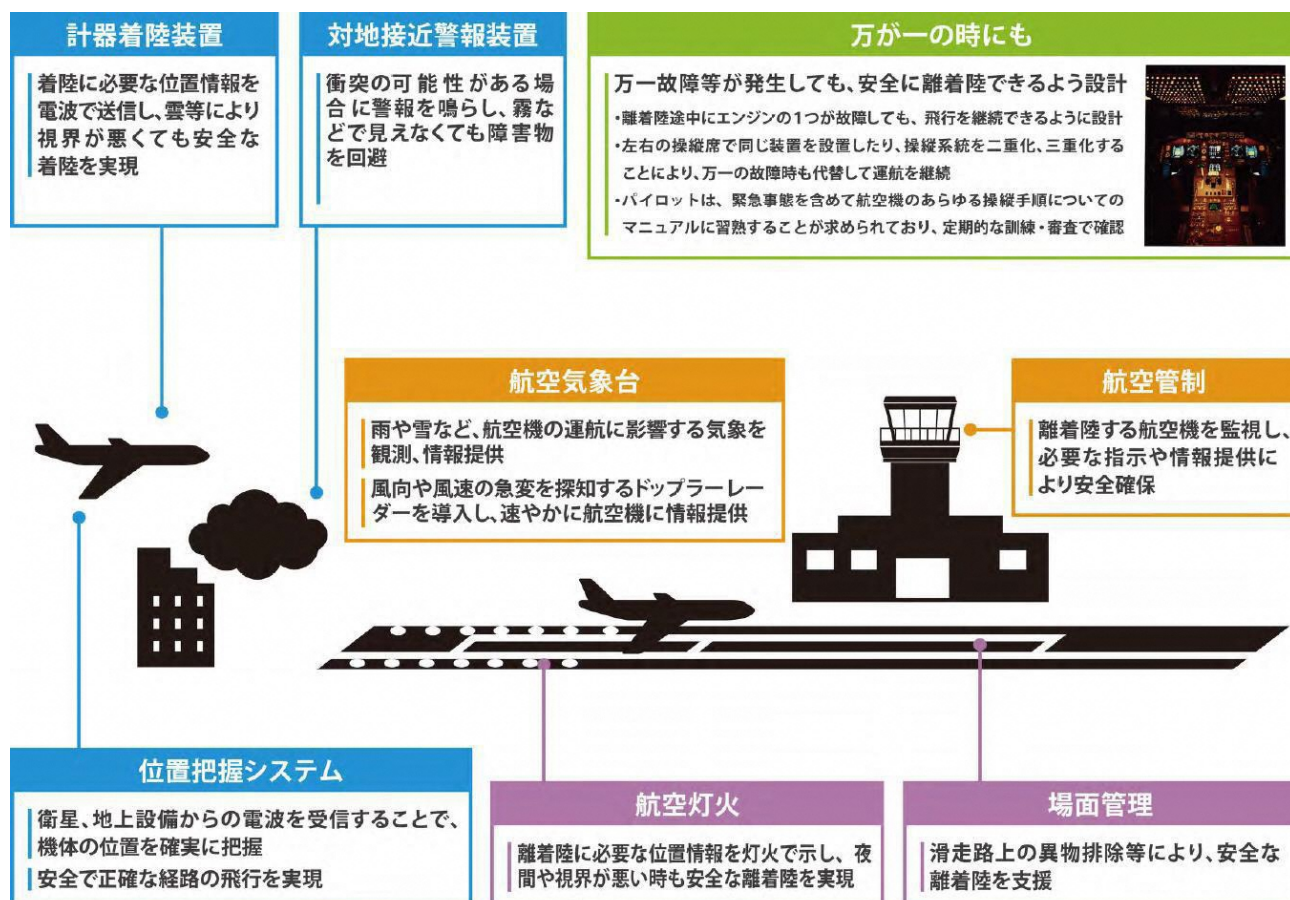 計器着陸装置
着陸に必要な位置情報を
電波で送信し、雲等により
視界が悪くても安全な
着陸を実現
対地接近警報装置
衝突の可能性がある場
合に警報を鳴らし、霧な
どで見えなくても障害物
を回避
万が一の時にも
万一故障等が発生しても、安全に離着陸できるよう設計
・離着陸途中にエンジンの1つが故障しても、飛行を継続できるように設計
・左右の操縦席で同じ装置を設置したり、操縦系統を二重化、三重化する
ことにより、万一の故障時も代替して運航を継続
・パイロットは、緊急事態を含めて航空機のあらゆる操縦手順についての
マニュアルに習熟することが求められており、定期的な訓練・審査で確認
航空気象台
雨や雪など、航空機の運航に影響する気象を
観測、情報提供
風向や風速の急変を探知するドップラーレー
ダーを導入し、速やかに航空機に情報提供
航空管制
離着陸する航空機を監視し、
必要な指示や情報提供に
より安全確保
位置把握システム
衛星、地上設備からの電波を受信することで、
機体の位置を確実に把握
安全で正確な経路の飛行を実現
航空灯火
離着陸に必要な位置情報を灯火で示し、夜
間や視界が悪い時も安全な離着陸を実現
場面管理
滑走路上の異物排除等により、安全な
離着陸を支援